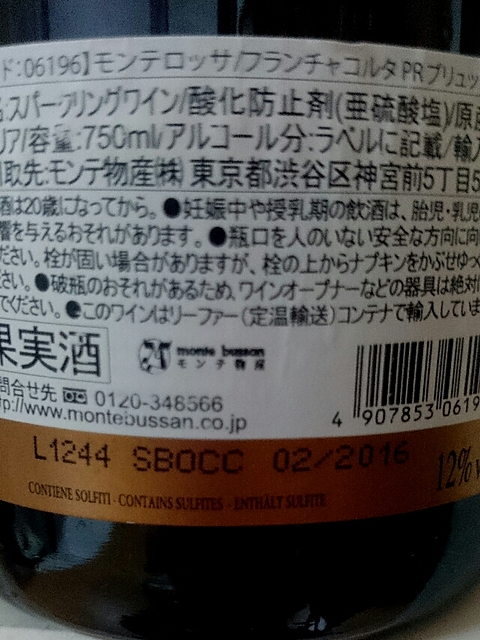 ド:06196】モンテロッサ/フランチャコルタ PRブリュッ
スパークリングワイン/酸化防止剤(亜硫酸塩)/原産
リア/容量:750ml/アルコール分:ラベルに記載/輸入
引取先:モンテ物産㈱ 東京都渋谷区神宮前5丁目5
酒は20歳になってから。●妊娠中や授乳期の飲酒は、胎児・乳児
響を与えるおそれがあります。●瓶口を人のいない安全な方向に向
ださい。栓が固い場合がありますが、栓の上からナプキンをかぶせゆっ
さい。●破瓶のおそれがあるため、ワインオープナーなどの器具は絶対
でください。●このワインはリーファー(定温輸送)コンテナで輸入していま
果実酒
monte bussan
モンテ物産
問合せ先 0120-348566
http://www.montebussan.co.jp
4 907853 0619
L1244 SBOCC 02/2016
12% v
CONTIENE SOLFITI · CONTAINS SULFITES · ENTHÄLT SULFITE